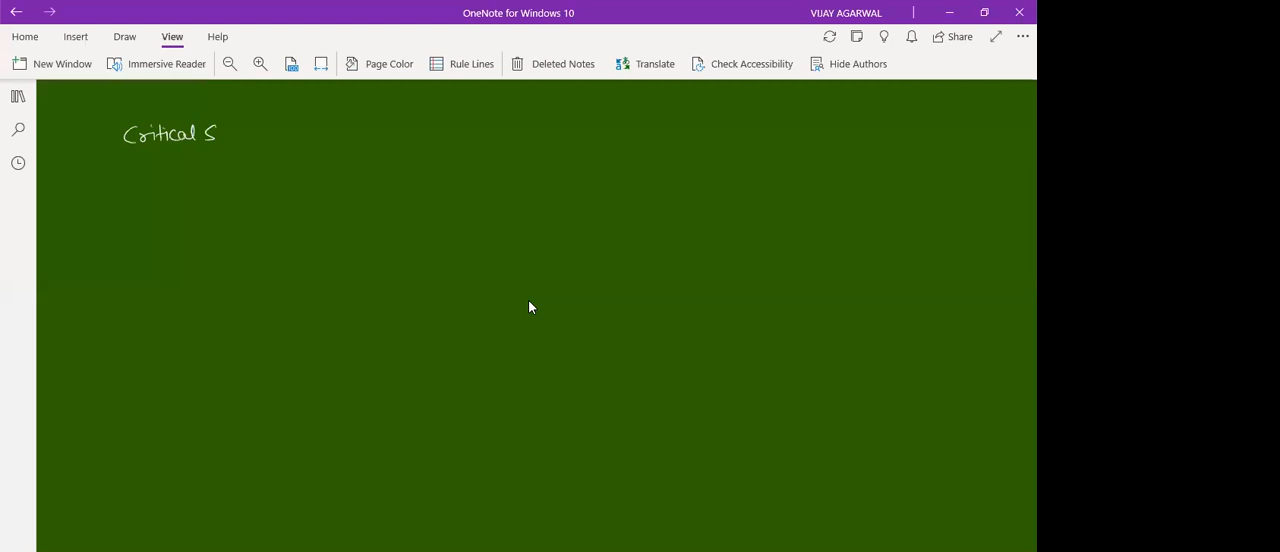 OneNote for Windows 10 VIJAY AGARWAL
Home Insert Draw View Help Share
New Window Immersive Reader Page Color Rule Lines Deleted Notes Translate Check Accessibility Hide Authors
Critical S